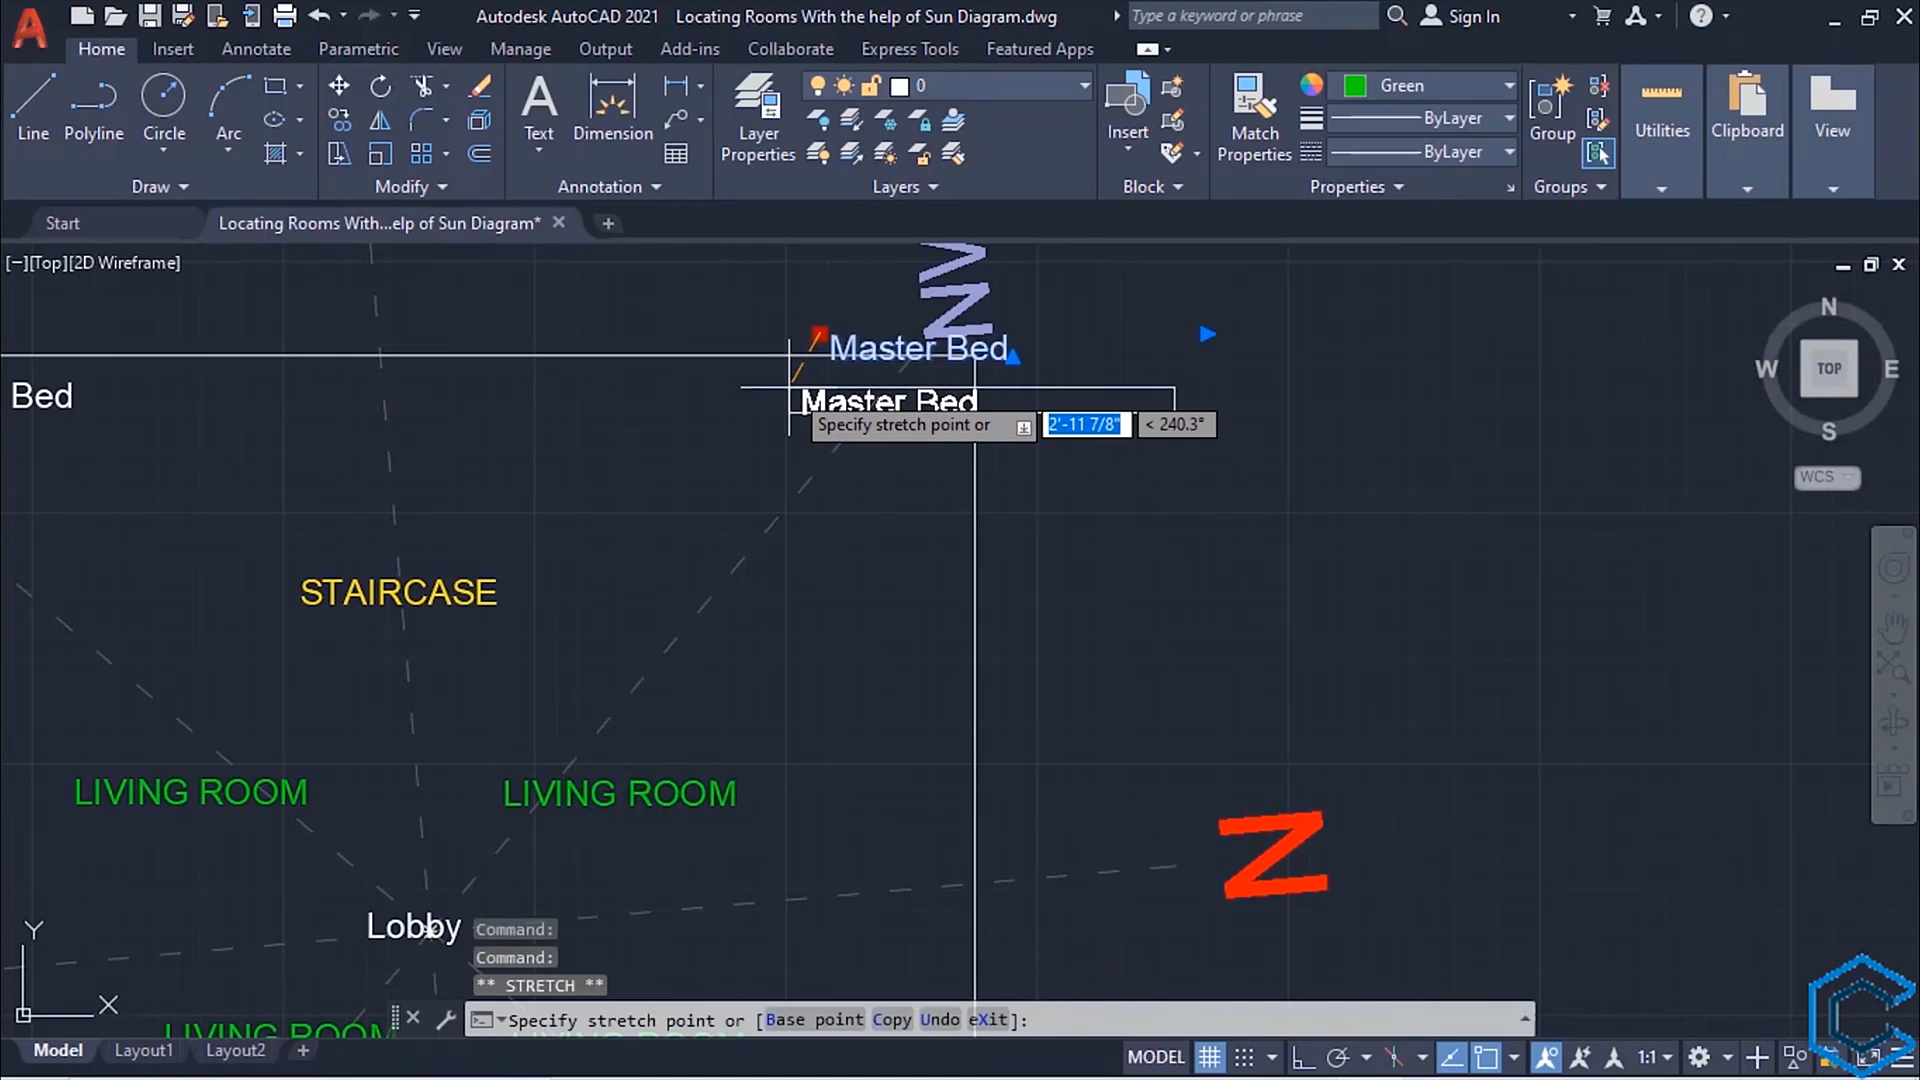 Autodesk AutoCAD 2021 Locating Rooms With the help of Sun Diagram.dwg Type a keyword or phrase Sign In
Home Insert Annotate Parametric View Manage Output Add-ins Collaborate Express Tools Featured Apps
0 Green
ByLayer
ByLayer
Line Polyline Circle Arc Text Dimension Layer Properties Insert Match Properties Group Utilities Clipboard View
Draw Modify Annotation Layers Block Properties Groups
Start Locating Rooms With...elp of Sun Diagram*
[−][Top][2D Wireframe]
N
W TOP E
S
WCS
Master Bed
Bed
Master Bed
Specify stretch point or 2'-11 7/8" < 240.3°
STAIRCASE
LIVING ROOM LIVING ROOM
N
Lobby
Command:
Command:
** STRETCH **
Y
X
Specify stretch point or [Base point Copy Undo eXit]:
LIVING ROOM
Model Layout1 Layout2 MODEL 1:1